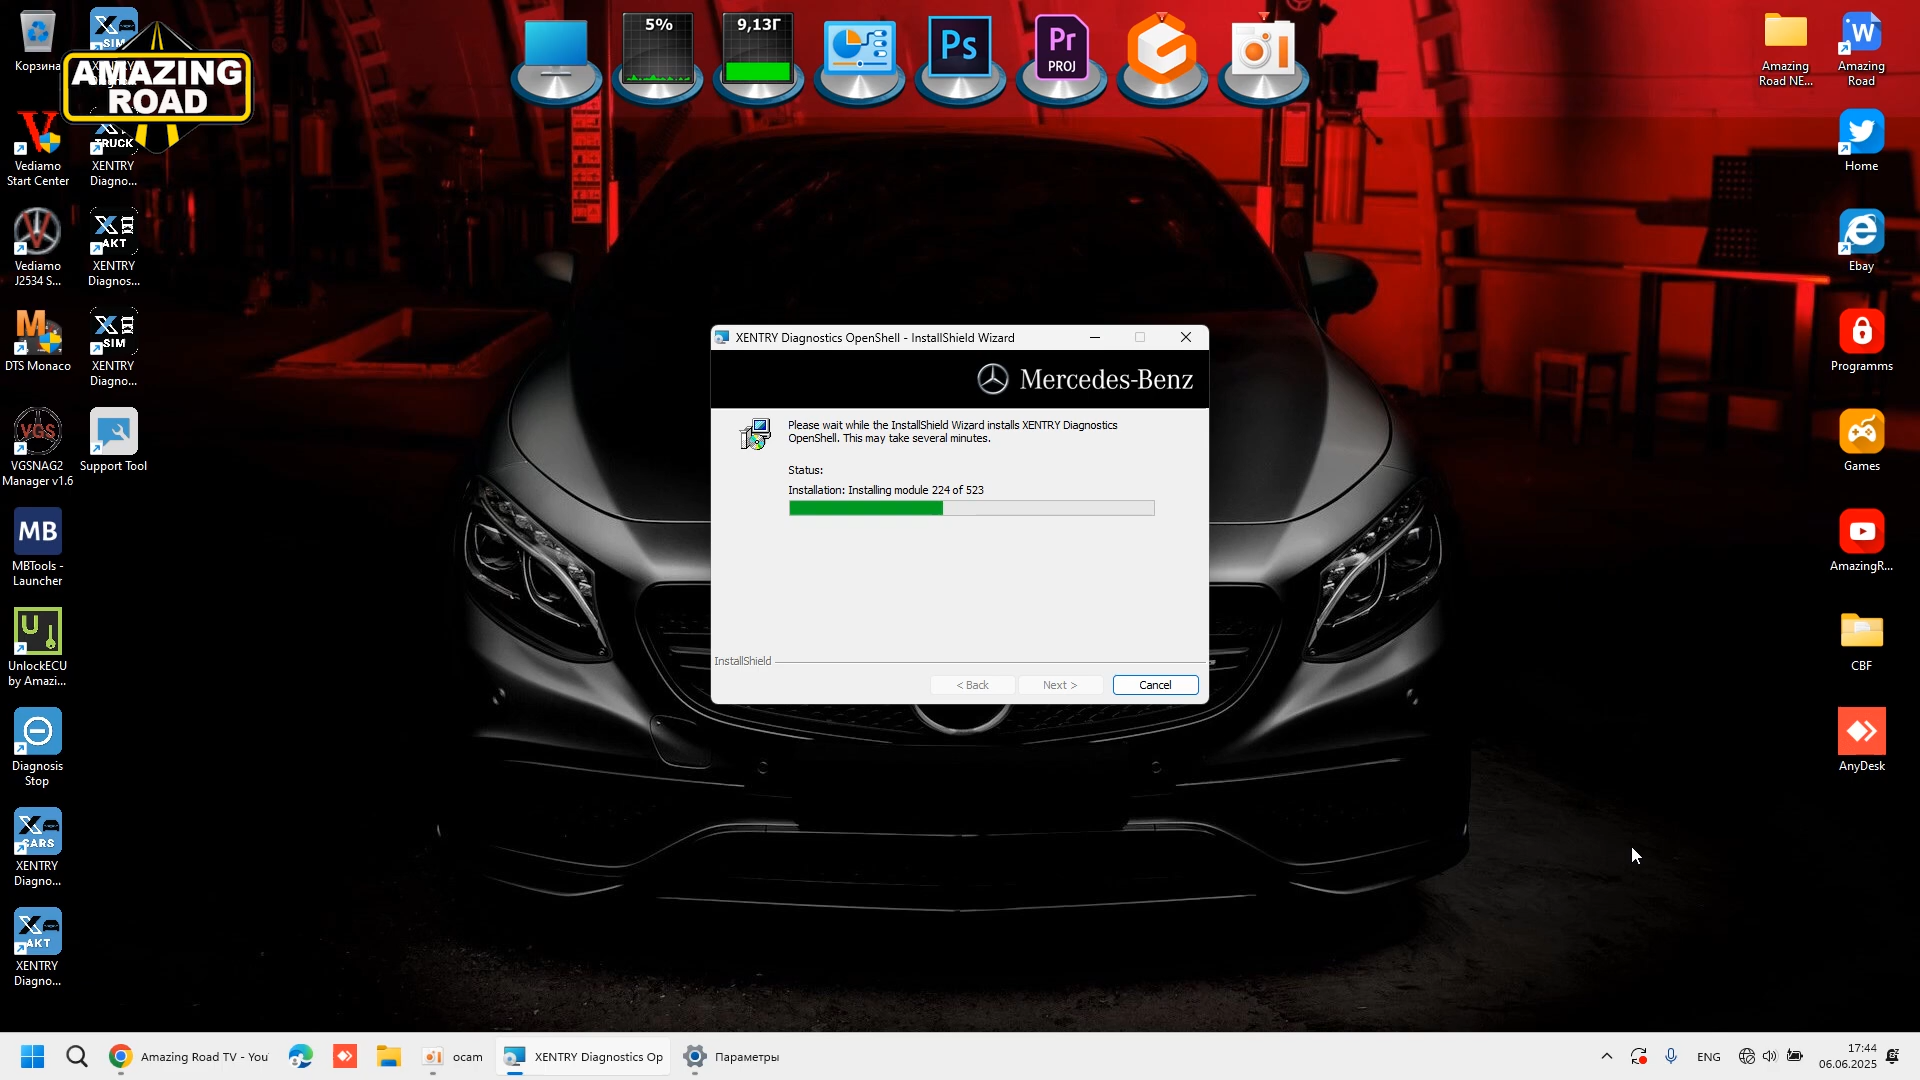 Корзина
SIM
AMAZING
ROAD
5%
9,13Г
Ps
Pr
PROJ
Amazing
Road NE...
W
Amazing
Road
Vediamo
Start Center
TRUCK
XENTRY
Diagno...
Home
Vediamo
J2534 S...
X
AKT
XENTRY
Diagnos...
Ebay
DTS Monaco
X
SIM
XENTRY
Diagno...
Programms
XENTRY Diagnostics OpenShell - InstallShield Wizard
Mercedes-Benz
Please wait while the InstallShield Wizard installs XENTRY Diagnostics
OpenShell. This may take several minutes.
Status:
Installation: Installing module 224 of 523
InstallShield
< Back
Next >
Cancel
VGS
VGSNAG2
Manager v1.6
Support Tool
Games
MB
MBTools -
Launcher
AmazingR...
U
UnlockECU
by Amazi...
CBF
Diagnosis
Stop
AnyDesk
X
CARS
XENTRY
Diagno...
X
AKT
XENTRY
Diagno...
Amazing Road TV - You
ocam
XENTRY Diagnostics Op
Параметры
ENG
17:44
06.06.2025